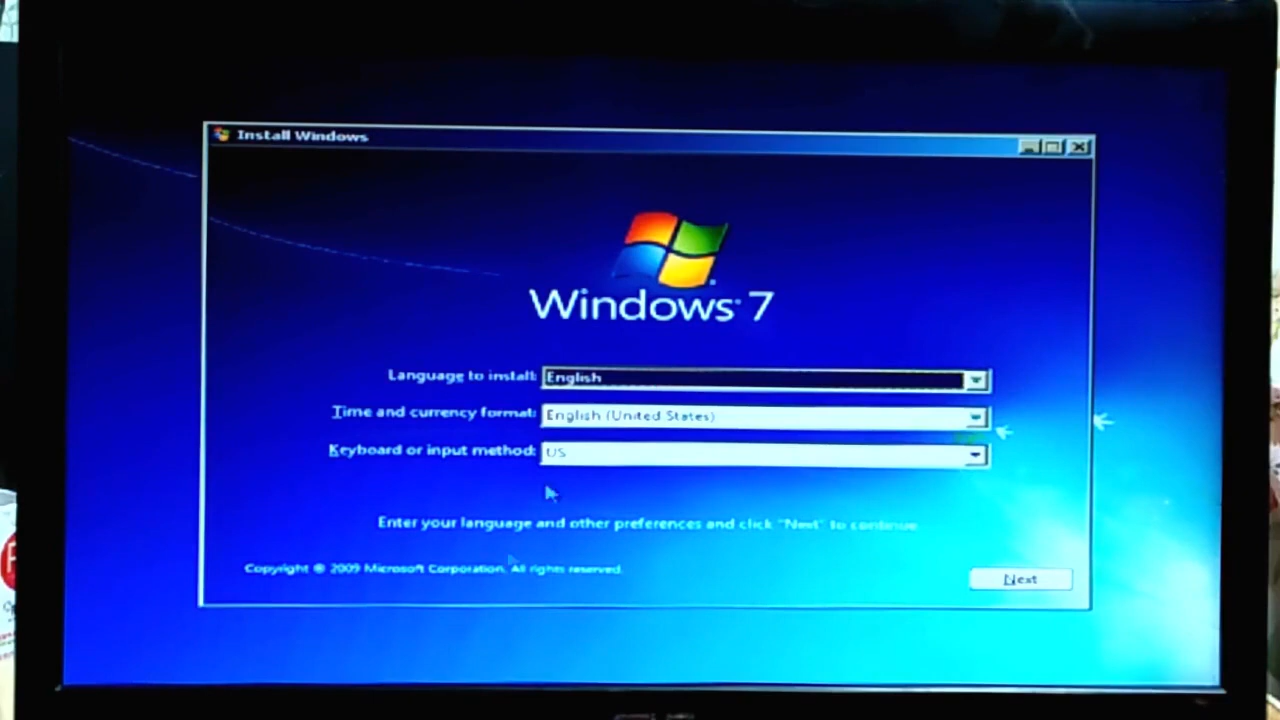 Install Windows
Windows 7
Language to install: English
Time and currency format: English (United States)
Keyboard or input method: US
Enter your language and other preferences and click "Next" to continue.
Copyright © 2009 Microsoft Corporation. All rights reserved.
Next